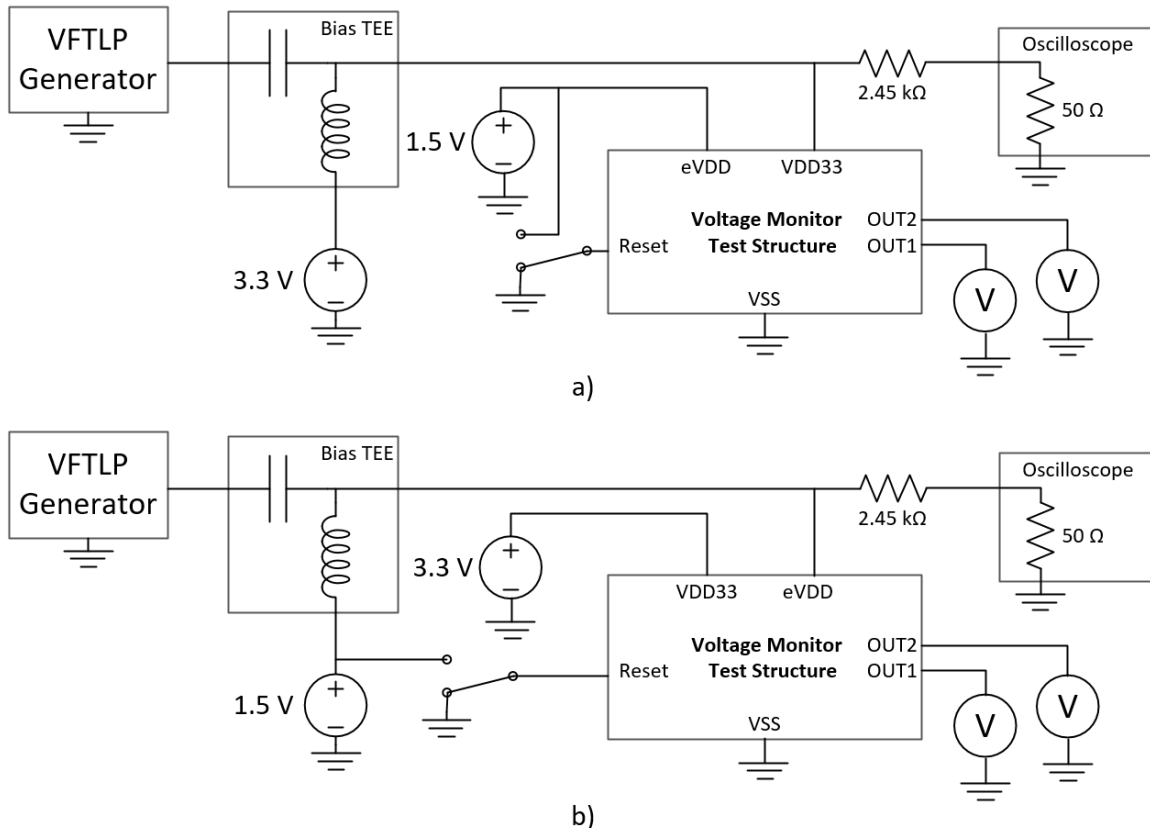 VFTLP
Generator
Bias TEE
3.3 V
1.5 V
eVDD
VDD33
2.45 kΩ
Oscilloscope
50 Ω
Voltage Monitor
Test Structure
Reset
OUT2
OUT1
VSS
V
V
+
−
+
−
a)
VFTLP
Generator
Bias TEE
1.5 V
3.3 V
VDD33
eVDD
2.45 kΩ
Oscilloscope
50 Ω
Voltage Monitor
Test Structure
Reset
OUT2
OUT1
VSS
V
V
+
−
+
−
b)